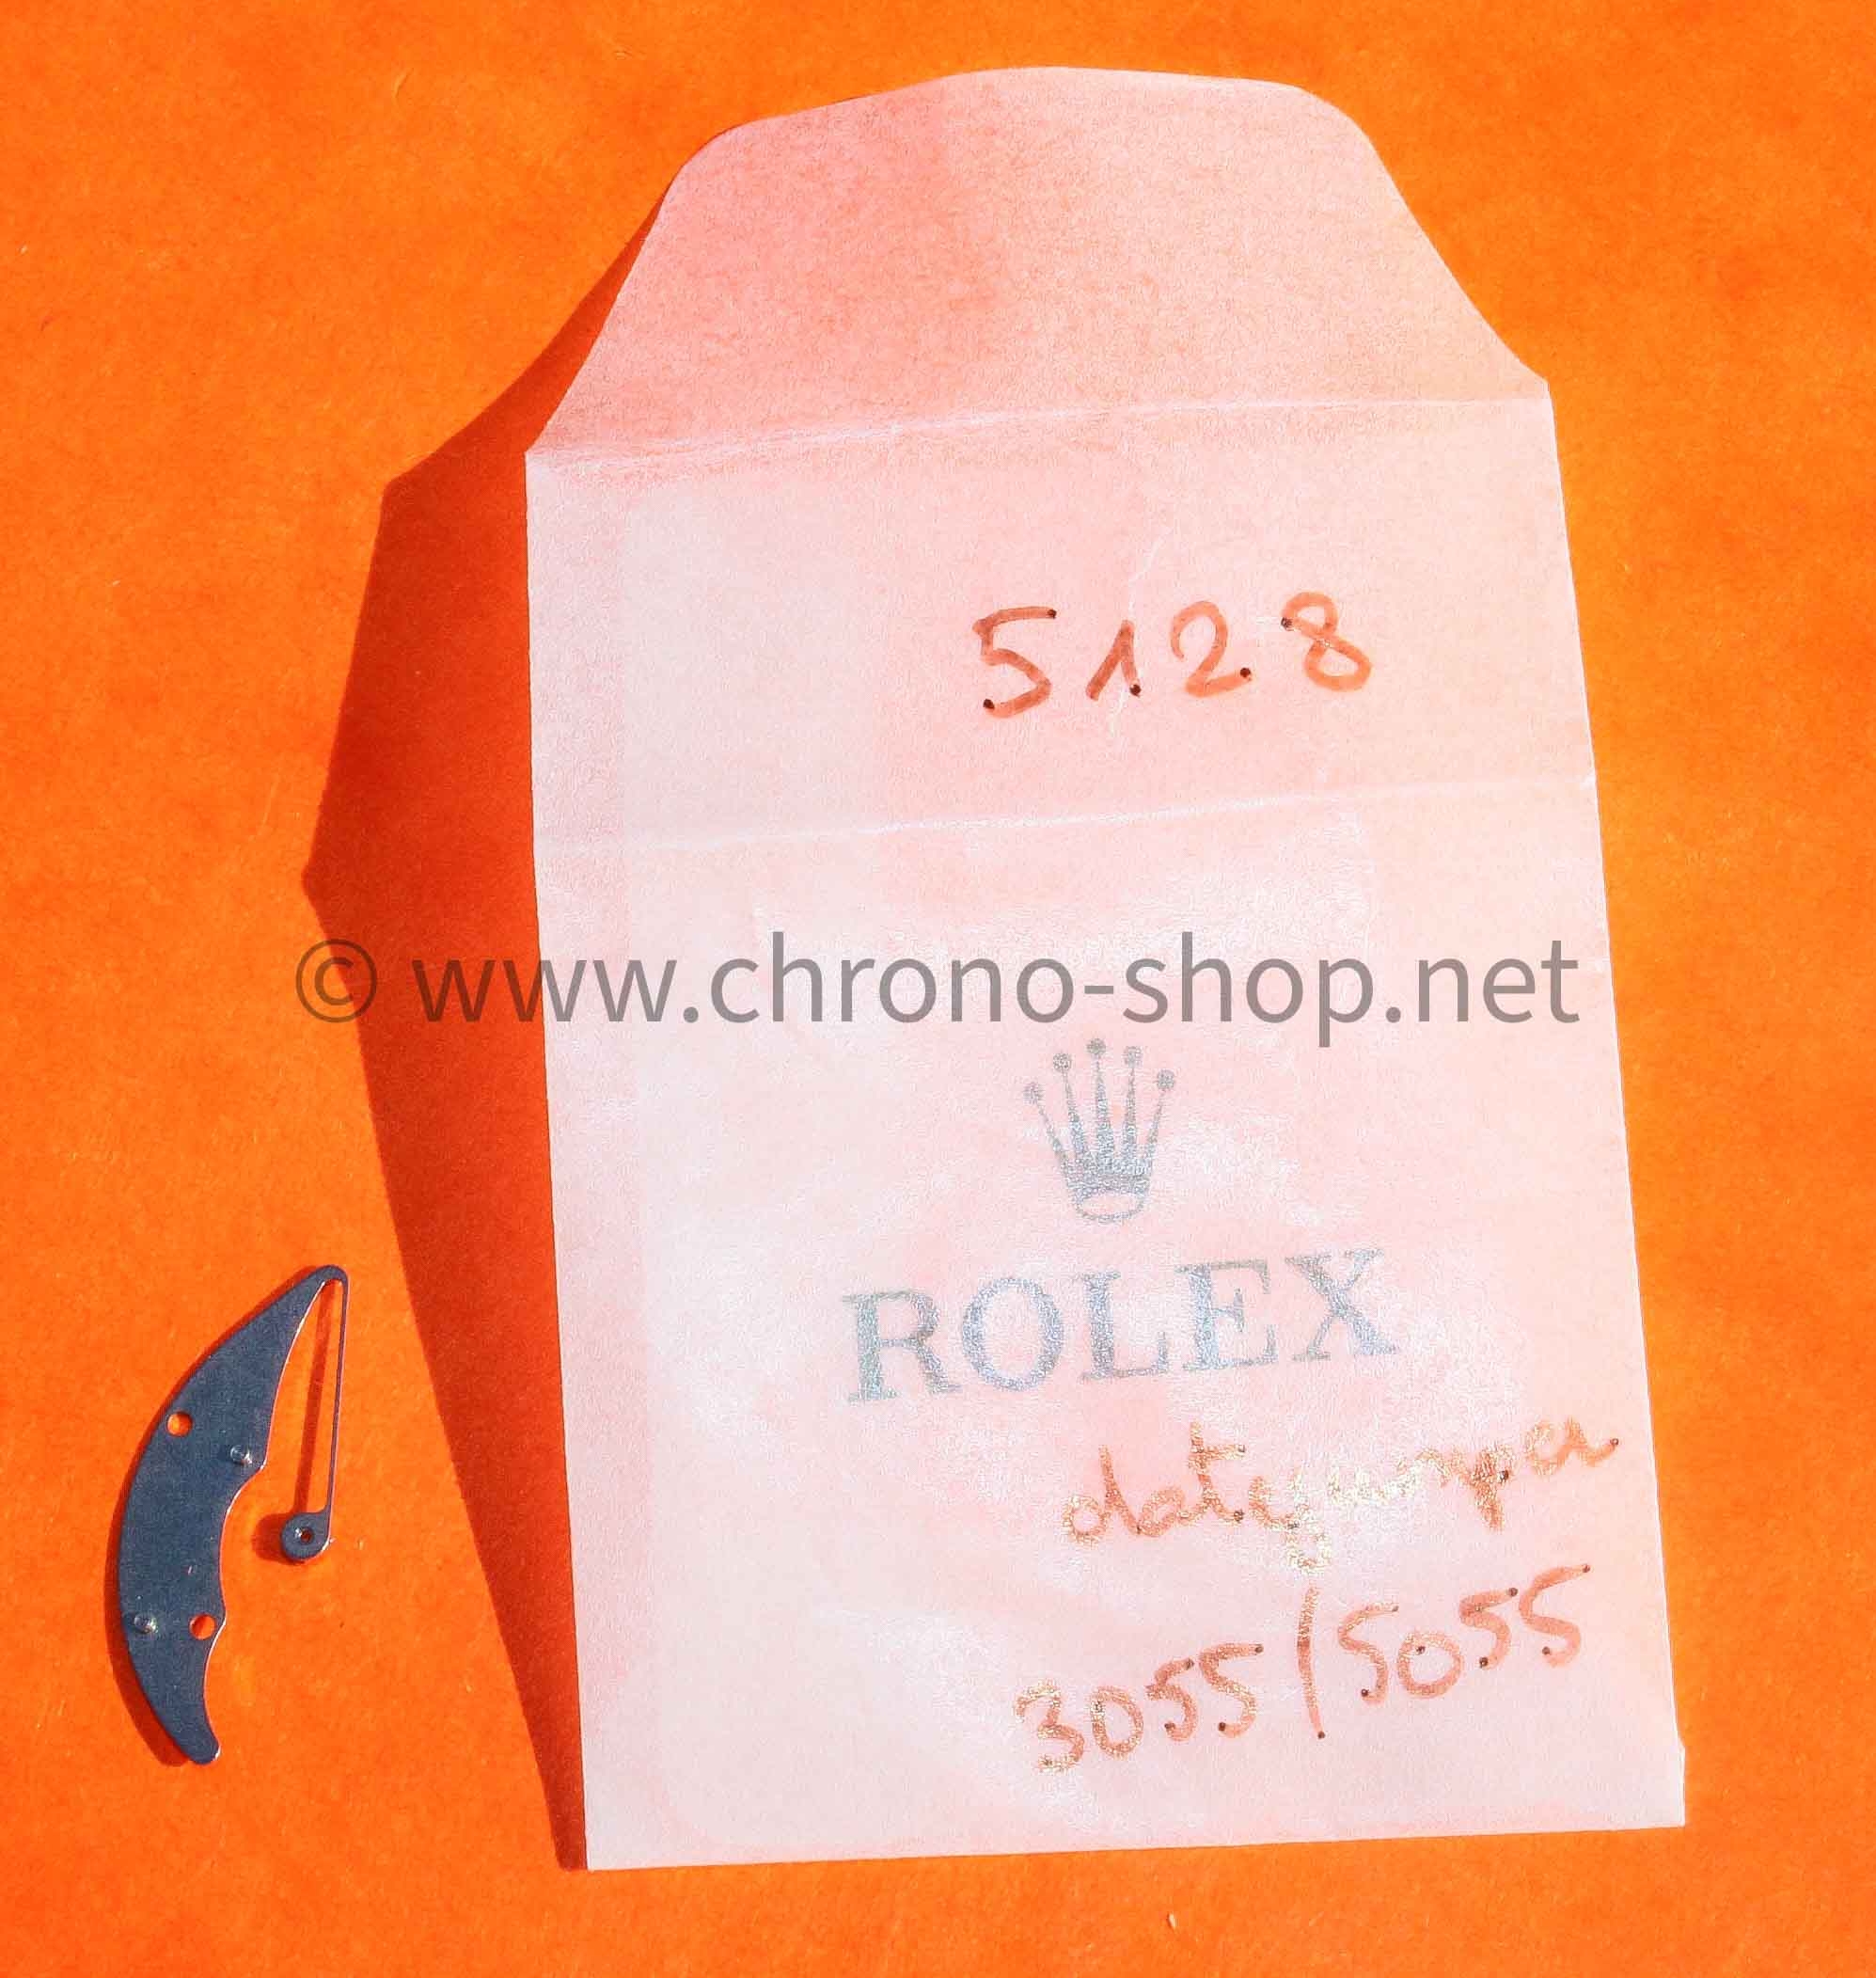 5128
© www.chrono-shop.net
ROLEX
datejumper
3055/5055